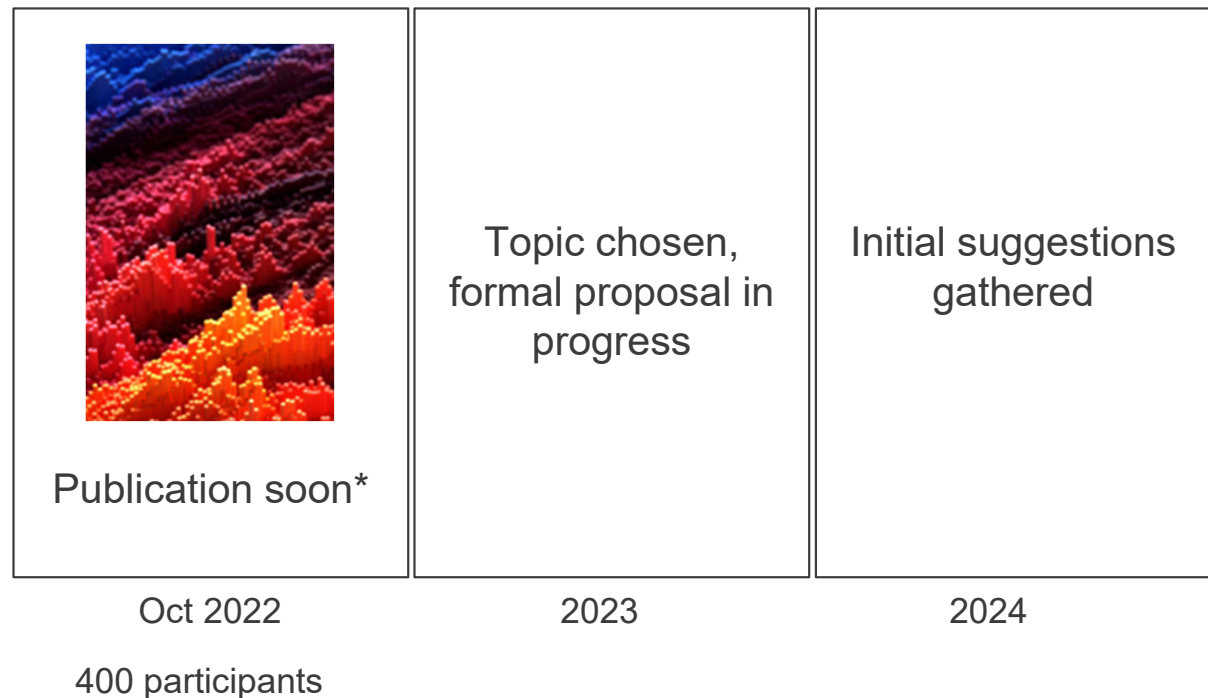 Publication soon*
Topic chosen,
formal proposal in
progress
Initial suggestions
gathered
Oct 2022
2023
2024
400 participants